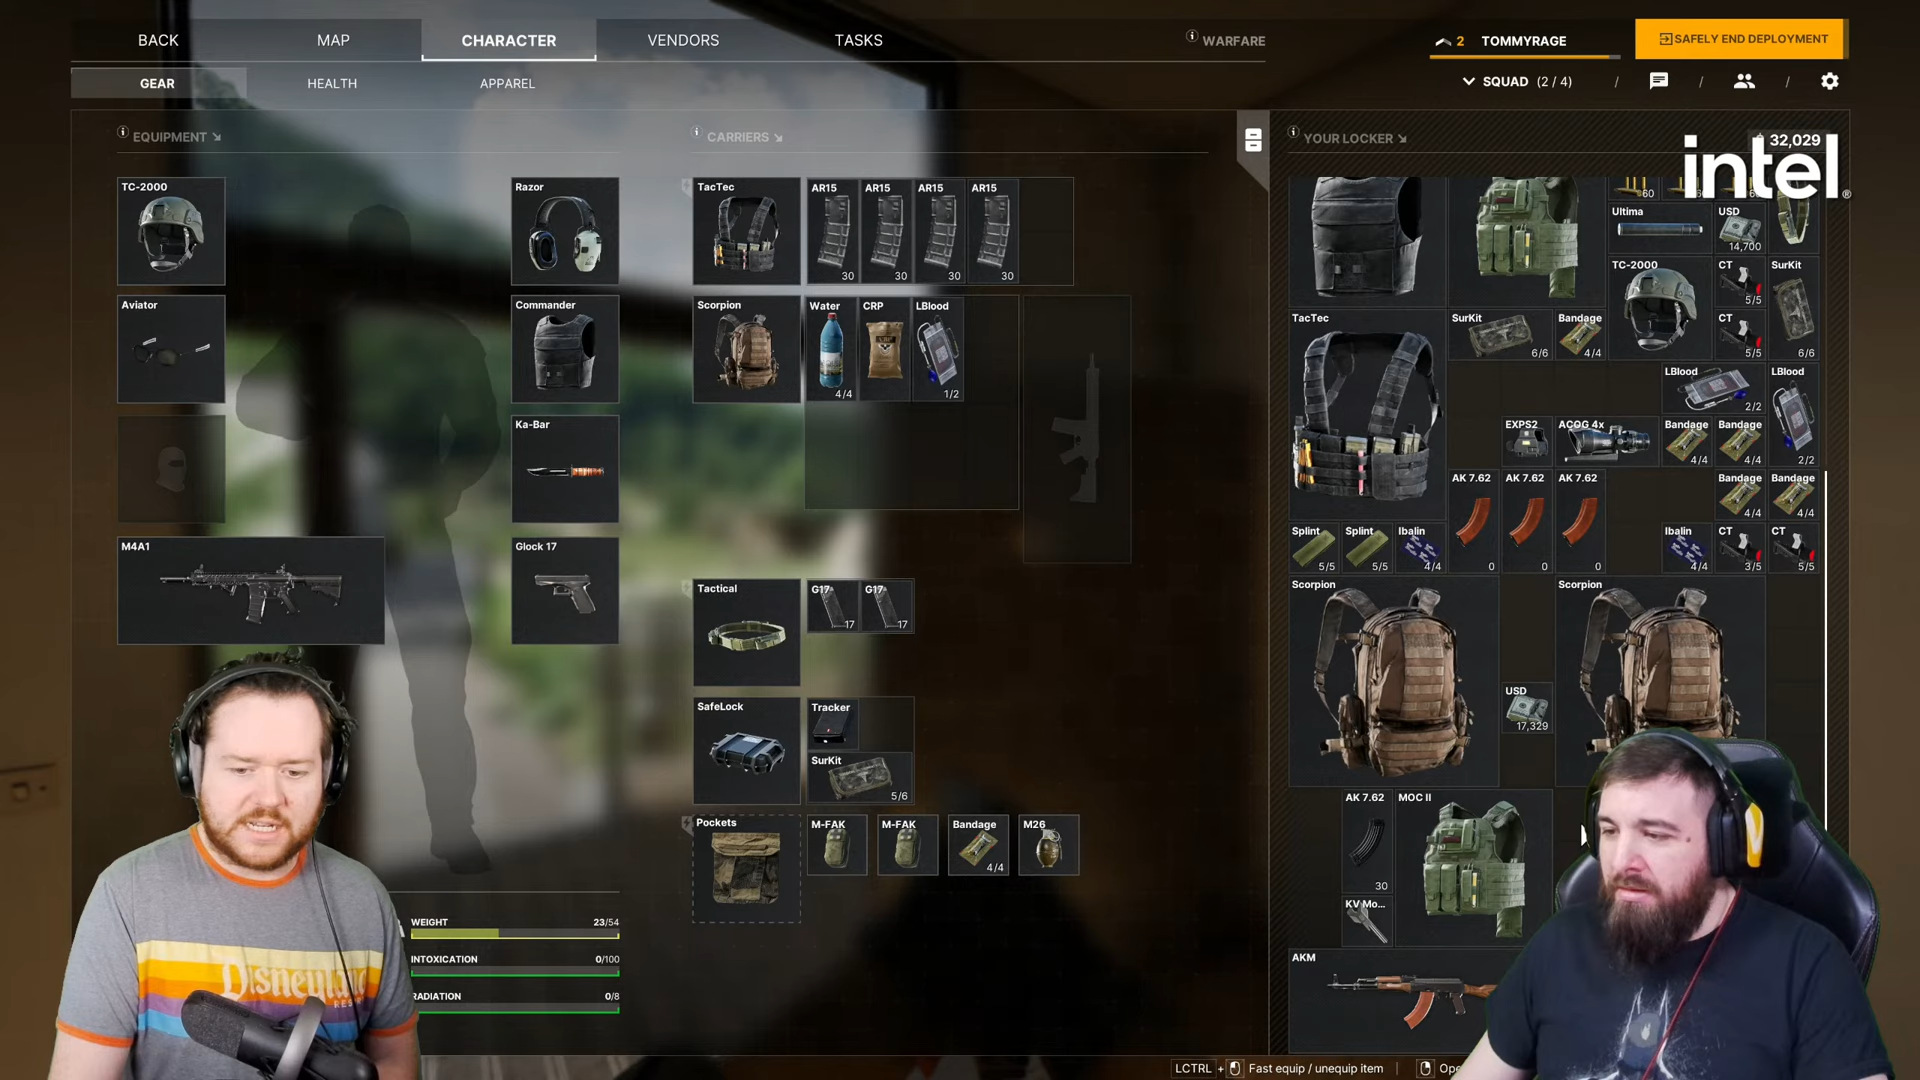 BACK MAP CHARACTER VENDORS TASKS WARFARE 2 TOMMYRAGE SAFELY END DEPLOYMENT
GEAR HEALTH APPAREL SQUAD (2 / 4) / / /
EQUIPMENT CARRIERS YOUR LOCKER 32,029
intel
TC-2000
Razor
Aviator
Commander
Ka-Bar
M4A1
Glock 17
WEIGHT 23/54
INTOXICATION 0/100
RADIATION 0/8
TacTec
AR15 AR15 AR15 AR15
30 30 30 30
Scorpion
Water CRP LBlood
4/4 1/2
Tactical
G17 G17
17 17
SafeLock
Tracker
SurKit
5/6
Pockets
M-FAK M-FAK Bandage M26
4/4
60
Ultima USD
14,700
TC-2000 CT SurKit
5/5
TacTec SurKit Bandage CT
6/6 4/4 5/5 6/6
LBlood LBlood
2/2
EXPS2 ACOG 4x Bandage Bandage
4/4 4/4 2/2
AK 7.62 AK 7.62 AK 7.62 Bandage Bandage
4/4 4/4
Splint Splint Ibalin Ibalin CT CT
5/5 5/5 4/4 0 0 0 4/4 3/5 5/5
Scorpion Scorpion
USD
17,329
AK 7.62 MOC II
30
KV Mo...
AKM
LCTRL + Fast equip / unequip item